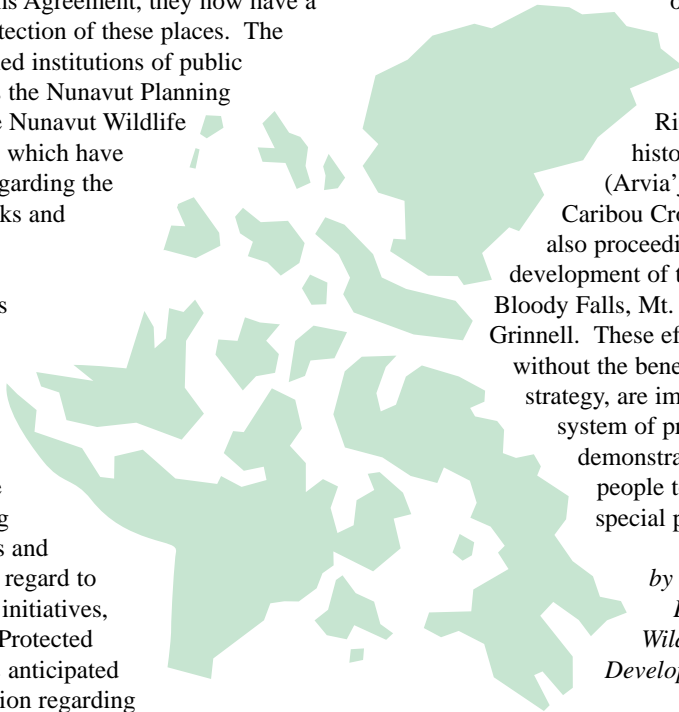 ns Agreement, they now have a
tection of these places. The
ed institutions of public
the Nunavut Planning
Nunavut Wildlife
which have
garding the
ks and
s
g
s and
regard to
initiatives,
Protected
anticipated
ion regarding
o
Ri
histo
(Arvia'j
Caribou Cro
also proceedi
development of t
Bloody Falls, Mt.
Grinnell. These ef
without the bene
strategy, are im
system of pr
demonstra
people t
special p
by
Wild
Develop